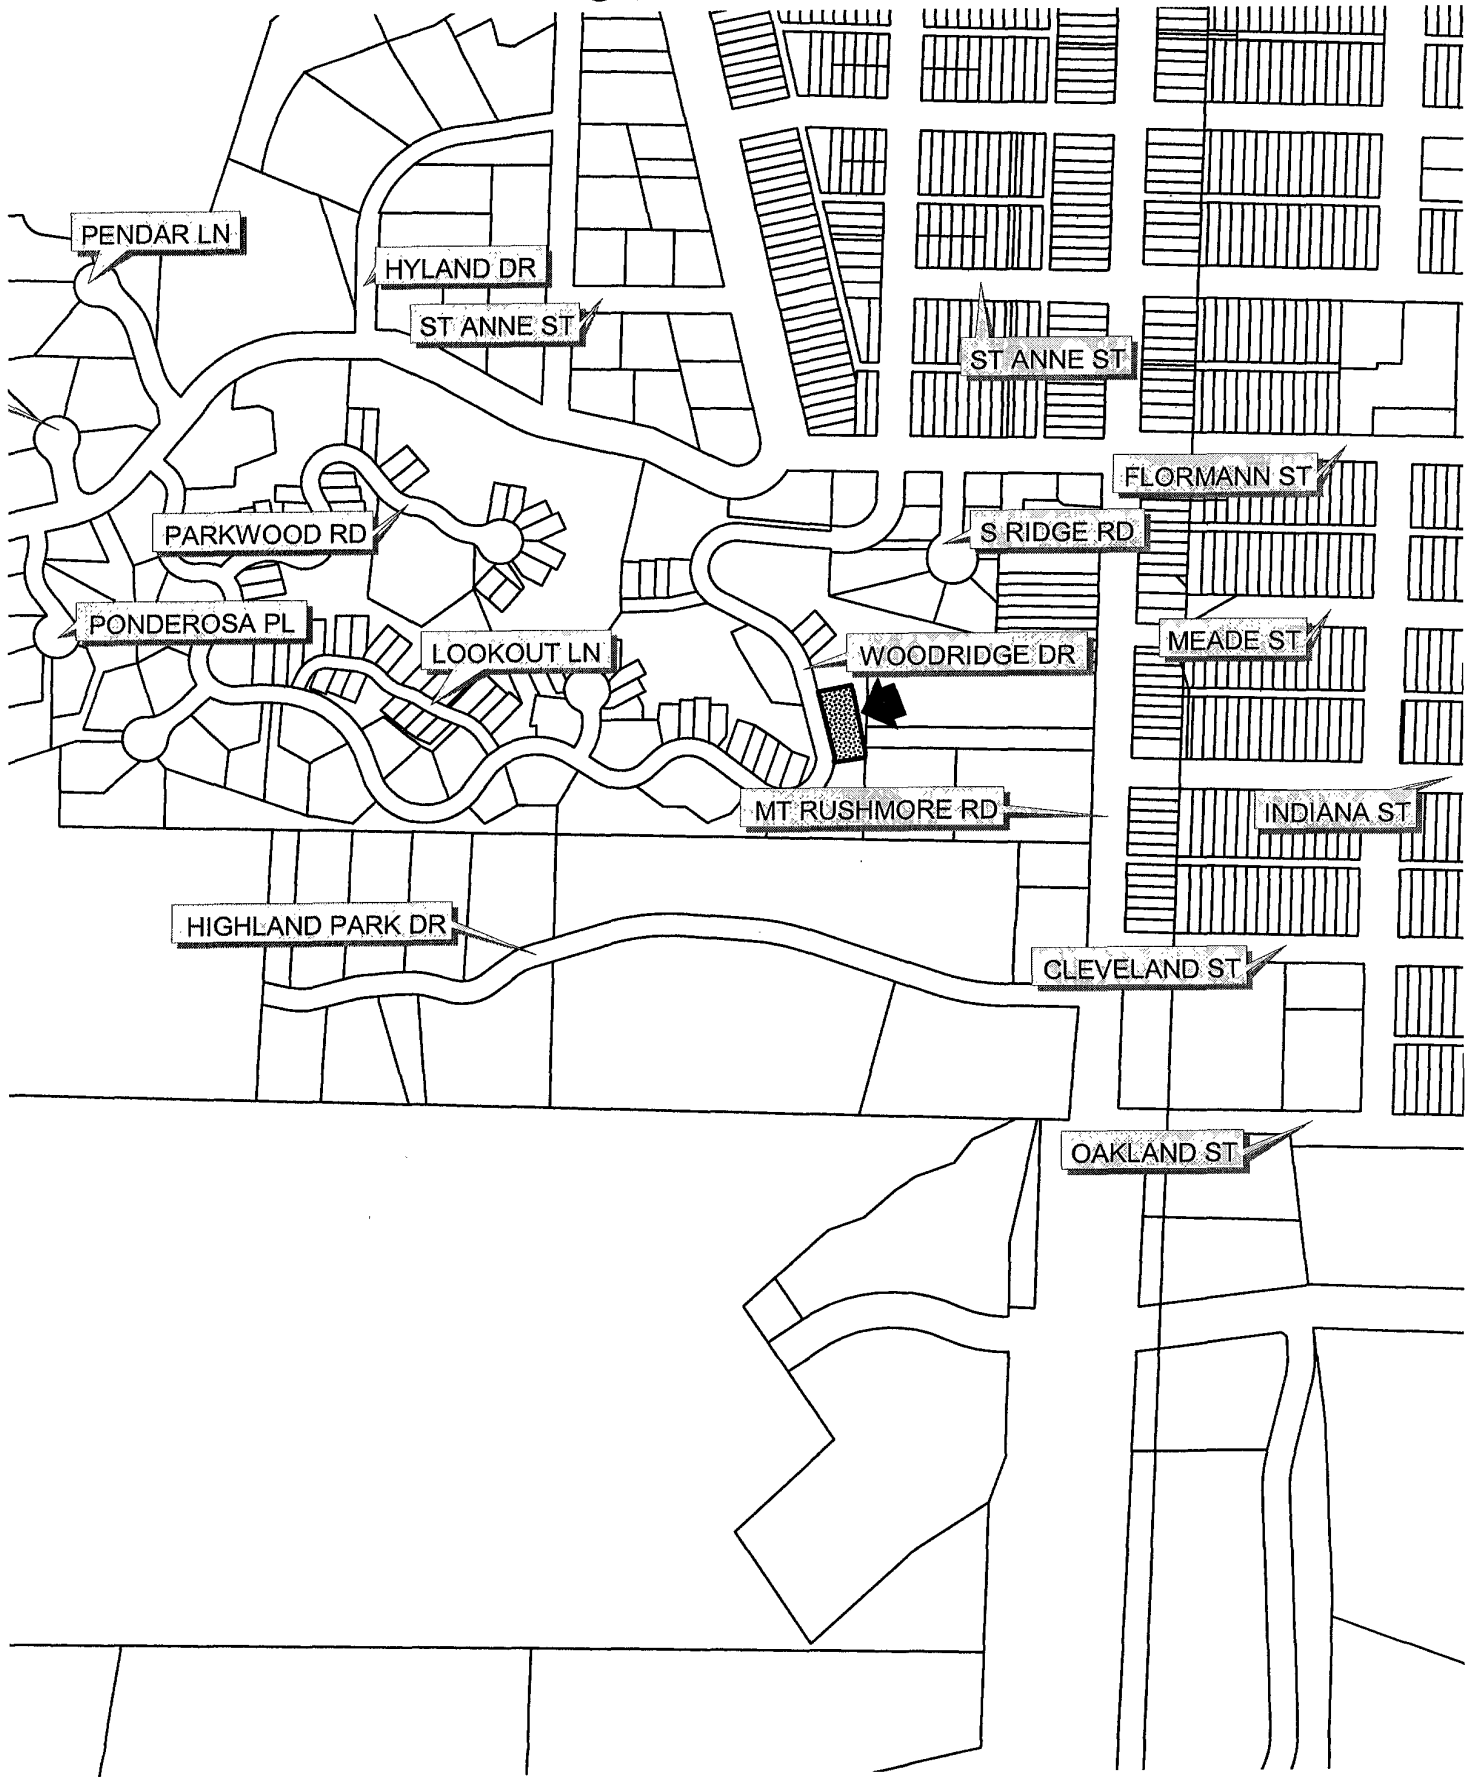 PENDAR LN
HYLAND DR
ST ANNE ST
ST ANNE ST
FLORMANN ST
PARKWOOD RD
S RIDGE RD
PONDEROSA PL
LOOKOUT LN
WOODRIDGE DR
MEADE ST
MT RUSHMORE RD
INDIANA ST
HIGHLAND PARK DR
CLEVELAND ST
OAKLAND ST